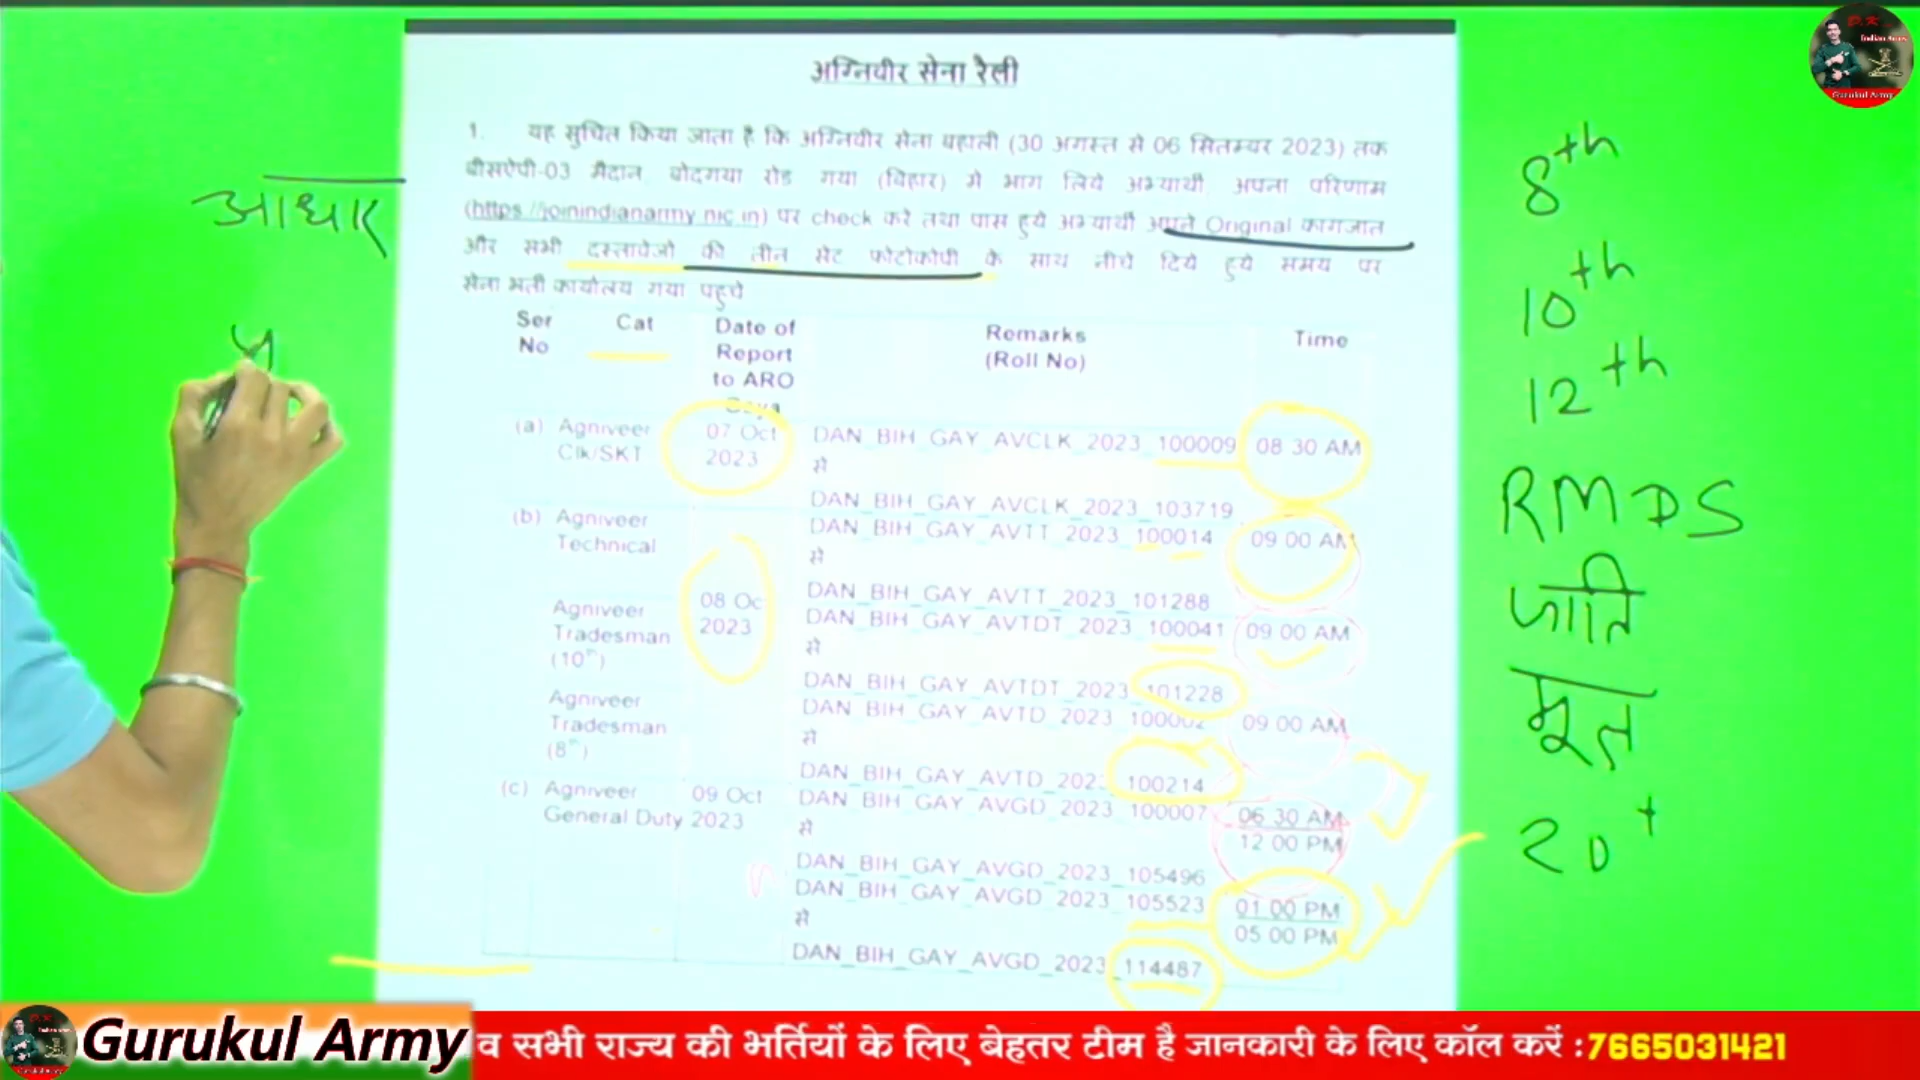 अग्निवीर सेना रैली
1. यह सुचित किया जाता है कि अग्निवीर सेना बहाली (30 अगस्त से 06 सितम्बर 2023) तक
बीसऐपी-03 मैदान, बोदगया रोड गया (बिहार) मे भाग लिये अभ्यार्थी अपना परिणाम
(https://joinindianarmy.nic.in) पर check करे तथा पास हुये अभ्यार्थी अपने Original कागजात
और सभी दस्तावेजो की तीन सेट फोटोकोपी के साथ नीचे दिये हुये समय पर
सेना भर्ती कार्यालय गया पहुचे
Ser No Cat Date of Report to ARO Gaya Remarks (Roll No) Time
(a) Agniveer Clk/SKT 07 Oct 2023 DAN_BIH_GAY_AVCLK_2023_100009 08 30 AM
से
DAN_BIH_GAY_AVCLK_2023_103719
(b) Agniveer Technical DAN_BIH_GAY_AVTT_2023_100014 09 00 AM
से
DAN_BIH_GAY_AVTT_2023_101288
Agniveer Tradesman (10th) 08 Oc 2023 DAN_BIH_GAY_AVTDT_2023_100041 09 00 AM
से
DAN_BIH_GAY_AVTDT_2023_101228
Agniveer Tradesman (8th) DAN_BIH_GAY_AVTD_2023_100002 09 00 AM
से
DAN_BIH_GAY_AVTD_2023_100214
(c) Agniveer General Duty 09 Oct 2023 DAN_BIH_GAY_AVGD_2023_100007 06 30 AM 12 00 PM
से
DAN_BIH_GAY_AVGD_2023_105496
DAN_BIH_GAY_AVGD_2023_105523 01 00 PM 05 00 PM
से
DAN_BIH_GAY_AVGD_2023_114487
आधार
8th
10th
12th
RMDS
जाति
मूल
20+
D.K
Indian Army
Gurukul Army
Gurukul Army
व सभी राज्य की भर्तियों के लिए बेहतर टीम है जानकारी के लिए कॉल करें :7665031421